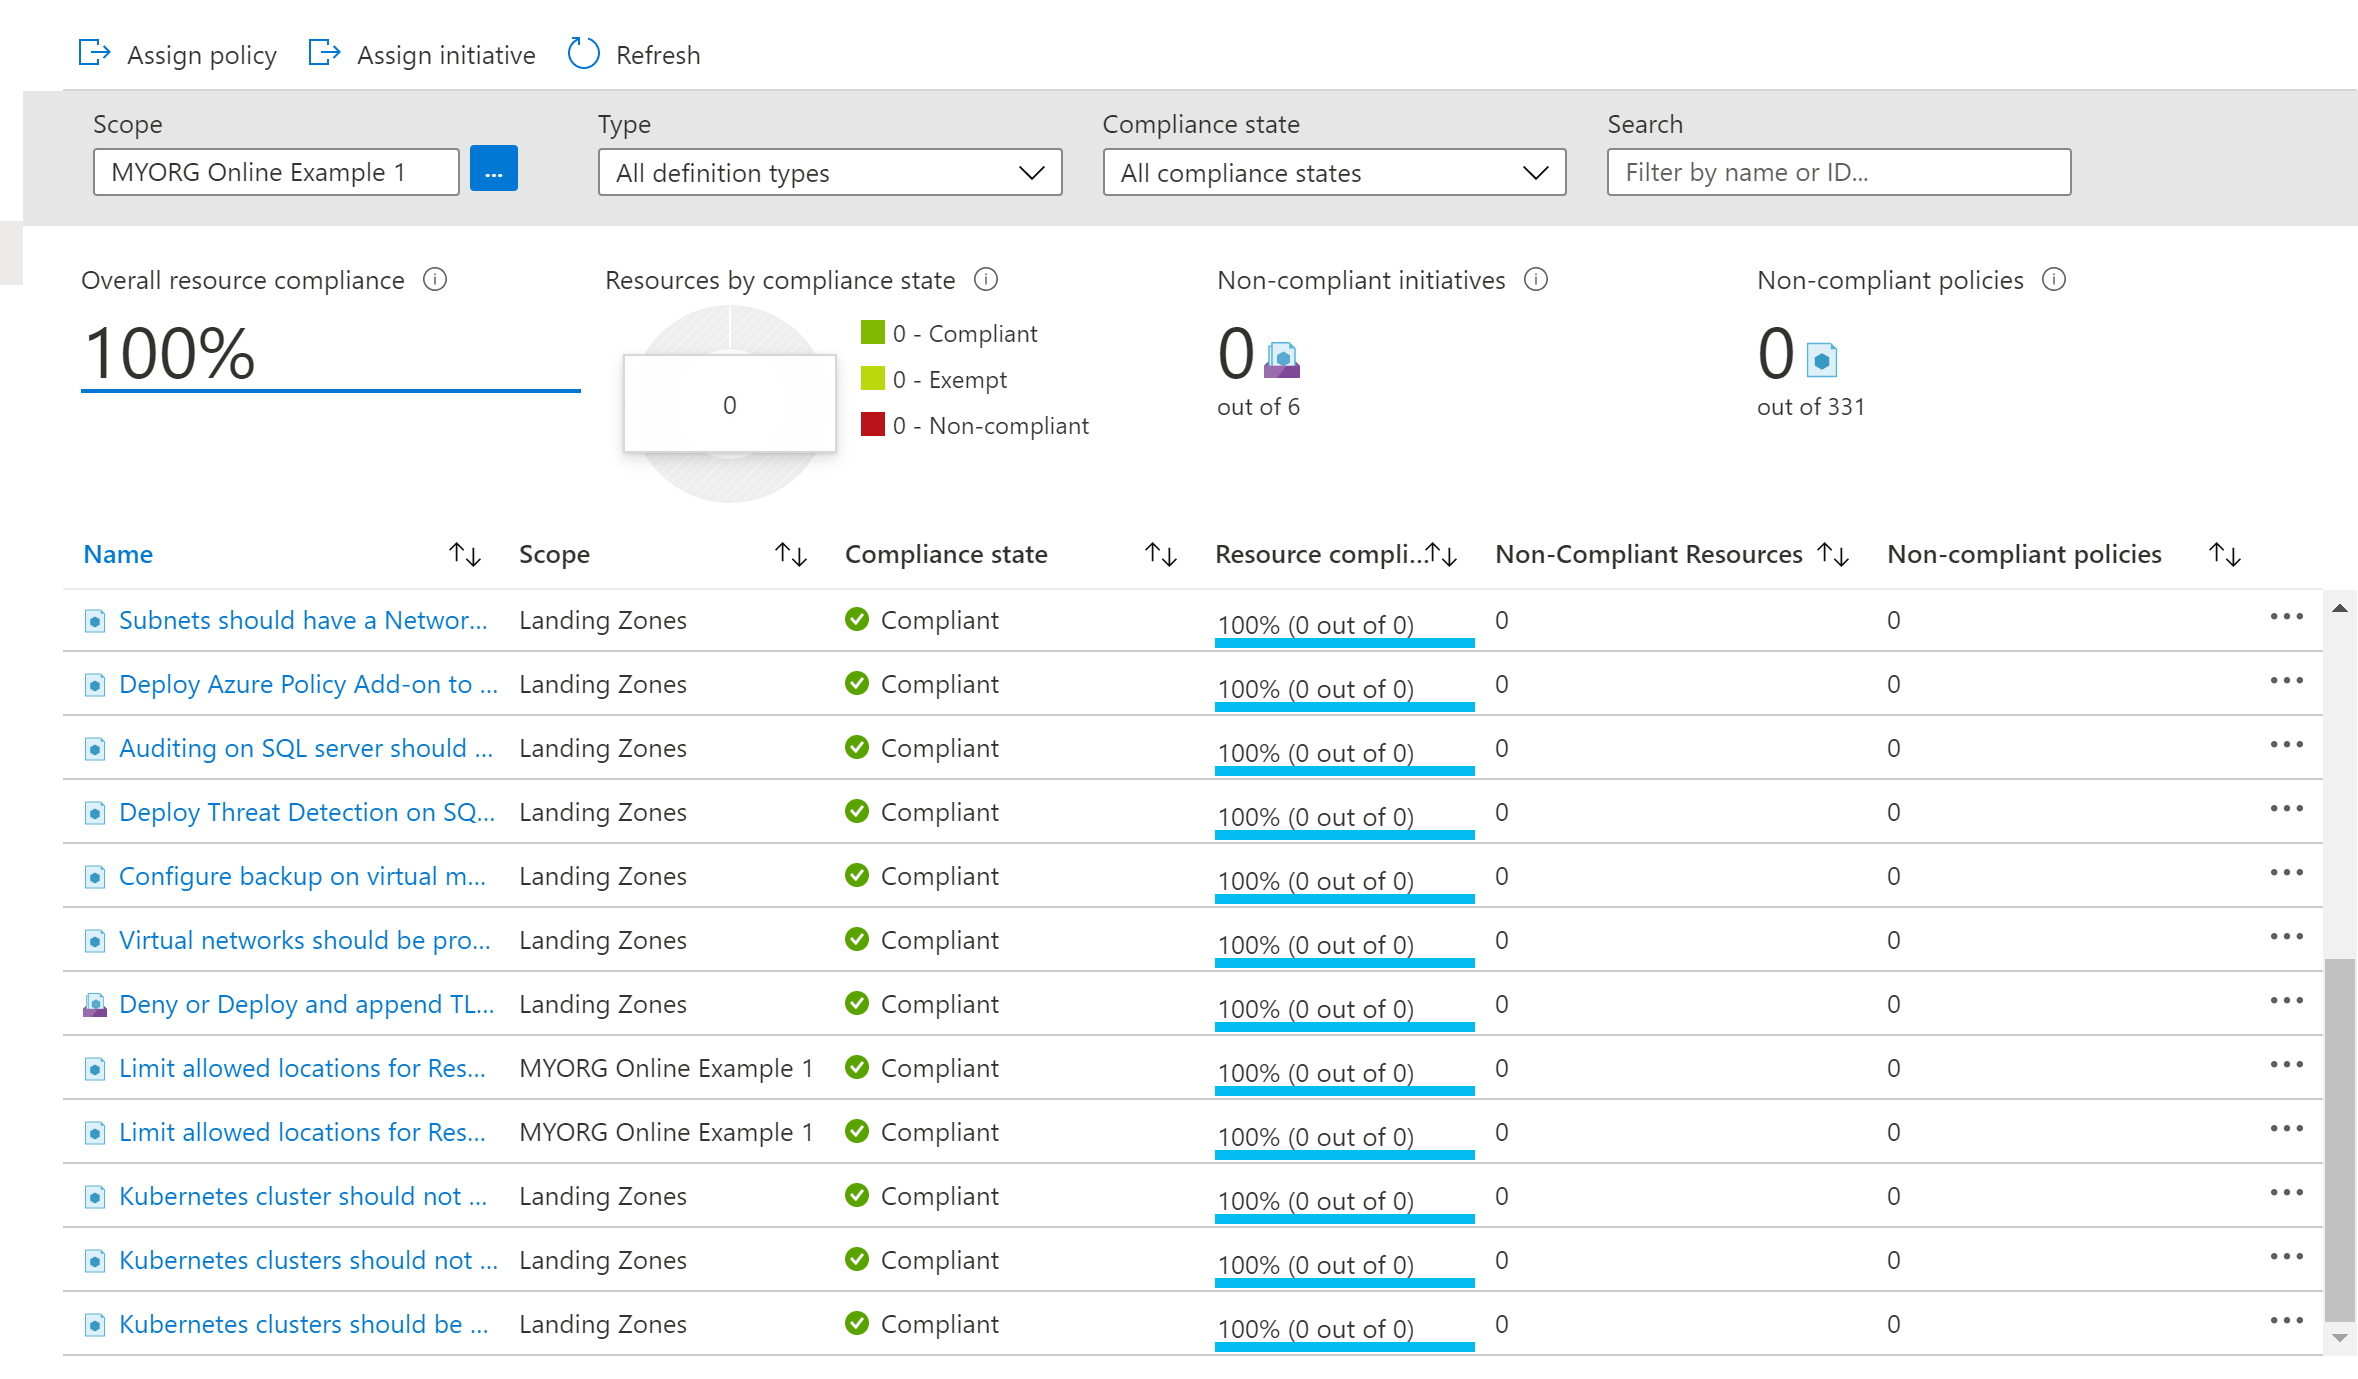 Assign policy Assign initiative Refresh
Scope Type Compliance state Search
MYORG Online Example 1 ... All definition types All compliance states Filter by name or ID...
Overall resource compliance Resources by compliance state Non-compliant initiatives Non-compliant policies
100% 0 0 - Compliant 0 0
0 - Exempt
0 - Non-compliant
out of 6 out of 331
Name Scope Compliance state Resource compli... Non-Compliant Resources Non-compliant policies
Subnets should have a Networ... Landing Zones Compliant 100% (0 out of 0) 0 0
Deploy Azure Policy Add-on to ... Landing Zones Compliant 100% (0 out of 0) 0 0
Auditing on SQL server should ... Landing Zones Compliant 100% (0 out of 0) 0 0
Deploy Threat Detection on SQ... Landing Zones Compliant 100% (0 out of 0) 0 0
Configure backup on virtual m... Landing Zones Compliant 100% (0 out of 0) 0 0
Virtual networks should be pro... Landing Zones Compliant 100% (0 out of 0) 0 0
Deny or Deploy and append TL... Landing Zones Compliant 100% (0 out of 0) 0 0
Limit allowed locations for Res... MYORG Online Example 1 Compliant 100% (0 out of 0) 0 0
Limit allowed locations for Res... MYORG Online Example 1 Compliant 100% (0 out of 0) 0 0
Kubernetes cluster should not ... Landing Zones Compliant 100% (0 out of 0) 0 0
Kubernetes clusters should not ... Landing Zones Compliant 100% (0 out of 0) 0 0
Kubernetes clusters should be ... Landing Zones Compliant 100% (0 out of 0) 0 0